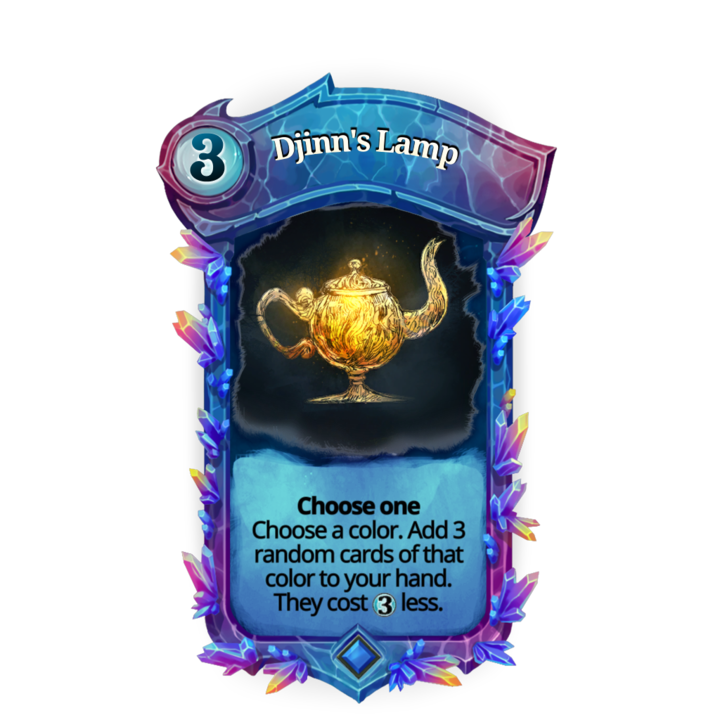 3
Djinn's Lamp
Choose one
Choose a color. Add 3
random cards of that
color to your hand.
They cost 3 less.